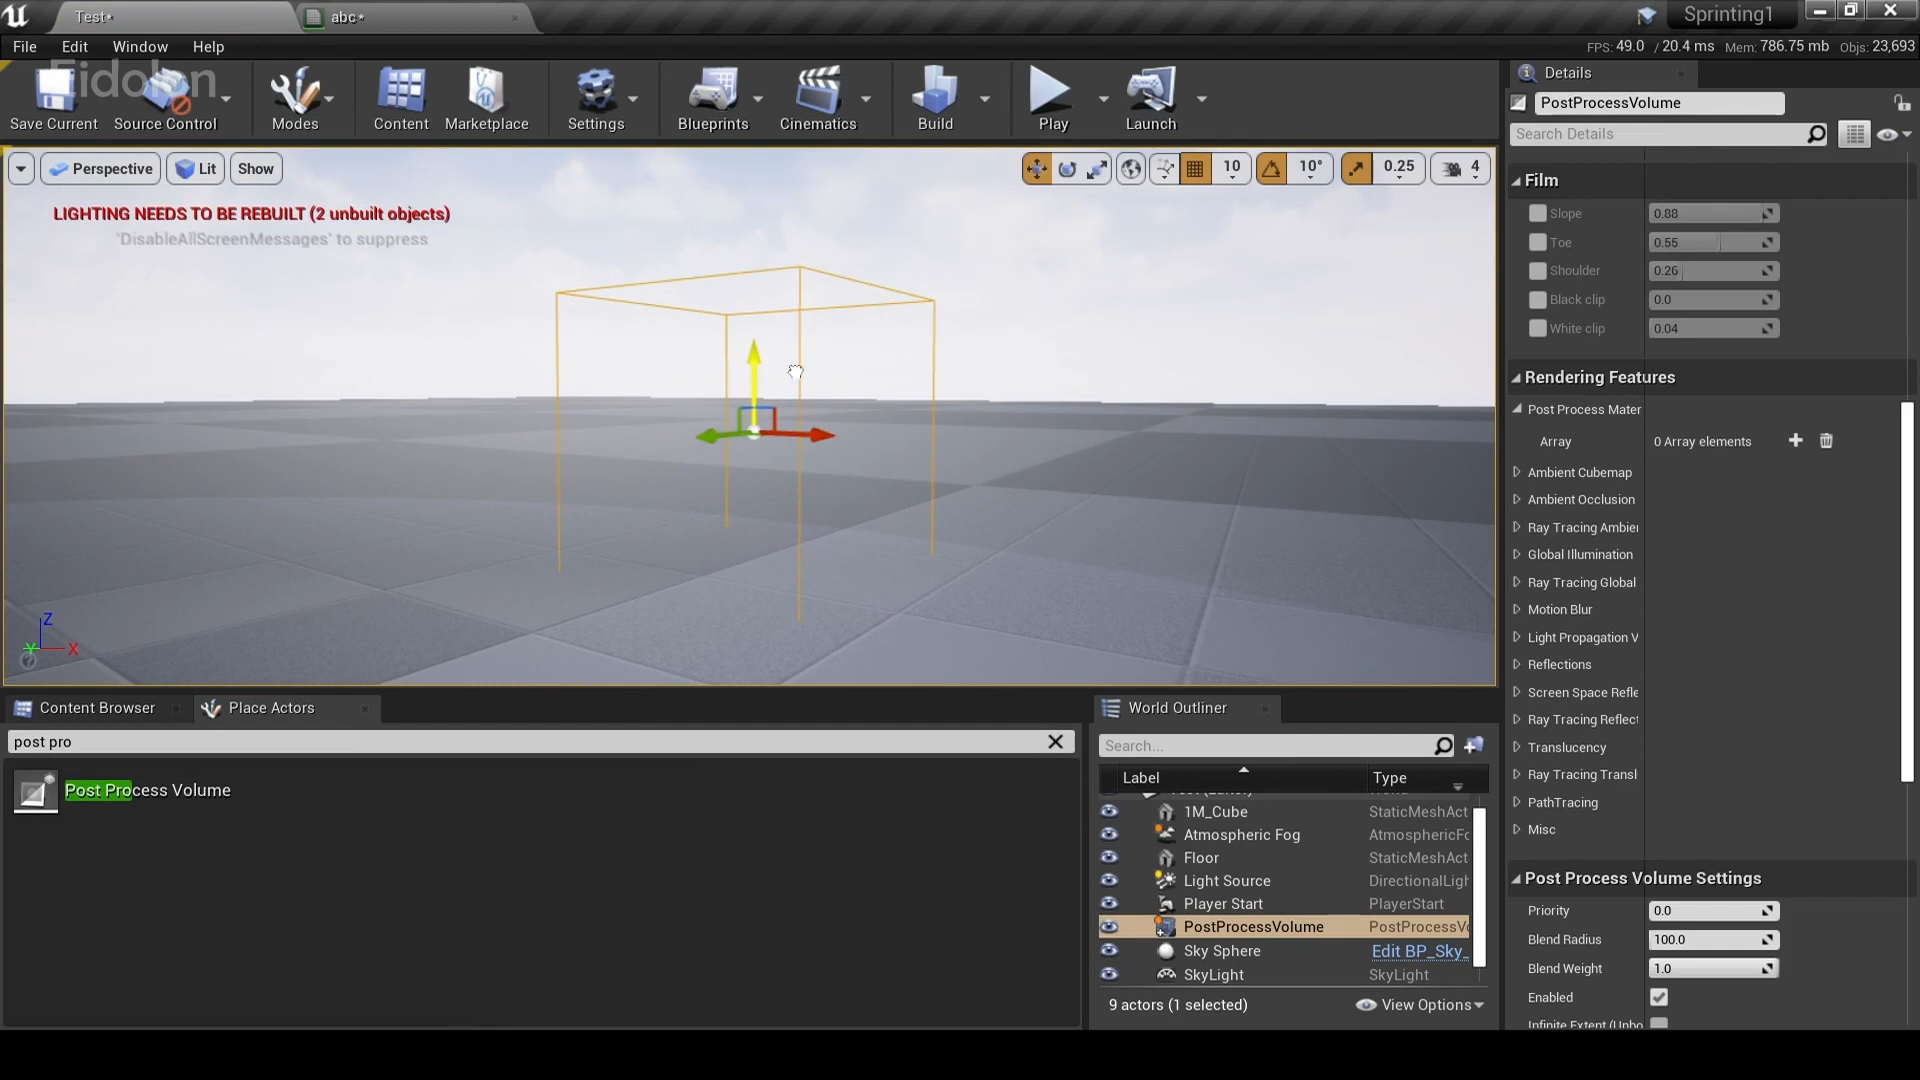 Test*
abc*
Sprinting1
File
Edit
Window
Help
FPS: 49.0 / 20.4 ms Mem: 786.75 mb Objs: 23,693
Eidolon
Save Current
Source Control
Modes
Content
Marketplace
Settings
Blueprints
Cinematics
Build
Play
Launch
Perspective
Lit
Show
10
10°
0.25
4
LIGHTING NEEDS TO BE REBUILT (2 unbuilt objects)
'DisableAllScreenMessages' to suppress
Z
Y
X
Details
PostProcessVolume
Search Details
Film
Slope 0.88
Toe 0.55
Shoulder 0.26
Black clip 0.0
White clip 0.04
Rendering Features
Post Process Mater
Array 0 Array elements
Ambient Cubemap
Ambient Occlusion
Ray Tracing Ambie
Global Illumination
Ray Tracing Global
Motion Blur
Light Propagation V
Reflections
Screen Space Refle
Ray Tracing Reflect
Translucency
Ray Tracing Transl
PathTracing
Misc
Post Process Volume Settings
Priority 0.0
Blend Radius 100.0
Blend Weight 1.0
Enabled
Infinite Extent (Unbo
Content Browser
Place Actors
post pro
Post Process Volume
World Outliner
Search...
Label Type
1M_Cube StaticMeshAct
Atmospheric Fog AtmosphericFo
Floor StaticMeshAct
Light Source DirectionalLigh
Player Start PlayerStart
PostProcessVolume PostProcessVo
Sky Sphere Edit BP_Sky_
SkyLight SkyLight
9 actors (1 selected)
View Options